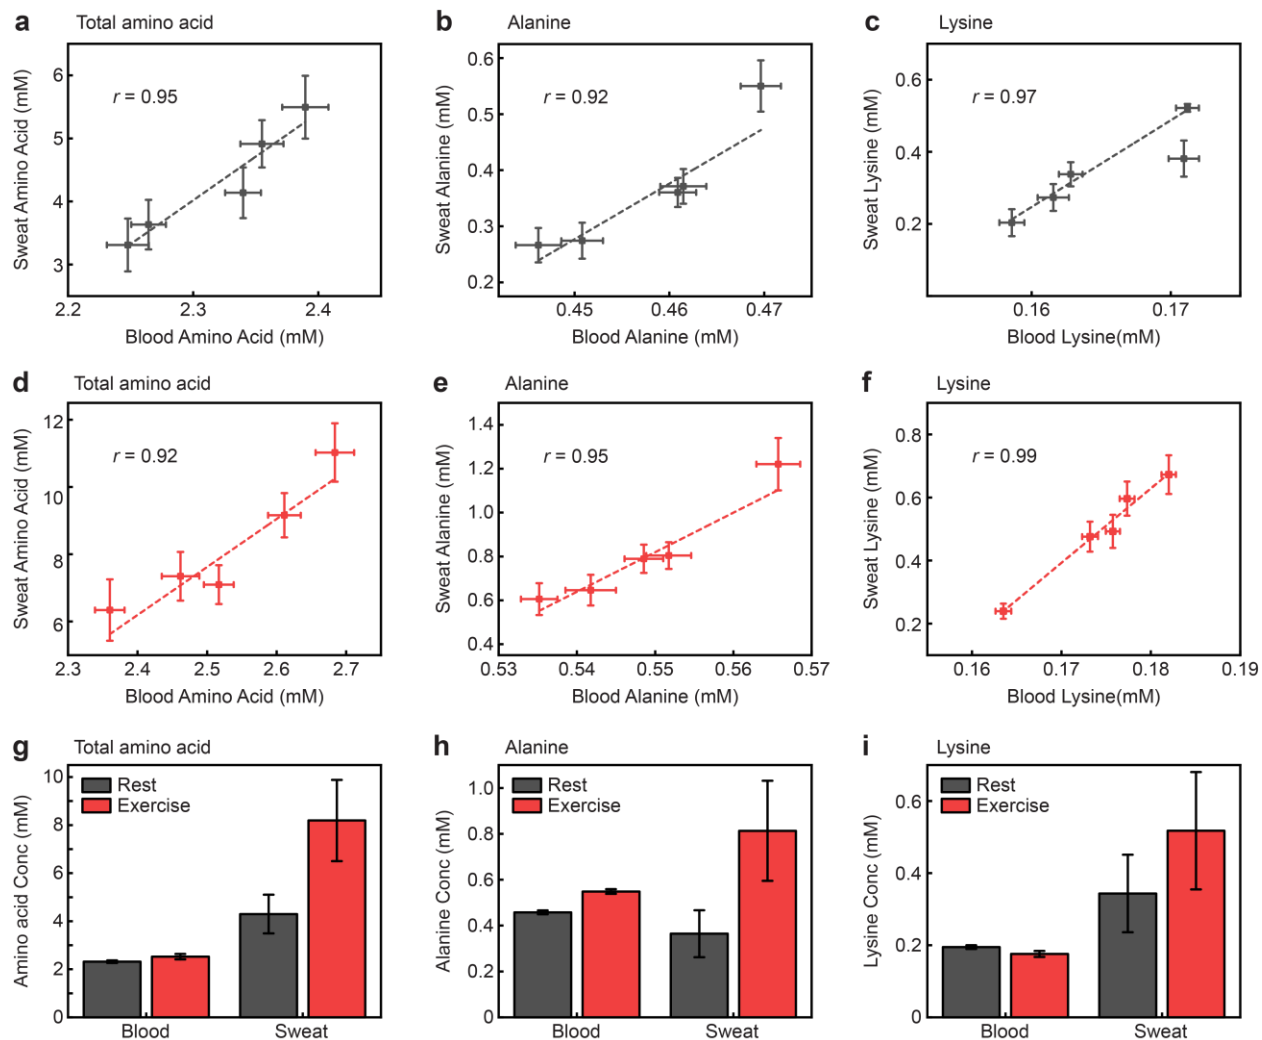 a Total amino acid
r = 0.95
Sweat Amino Acid (mM)
6
5
4
3
2.2 2.3 2.4
Blood Amino Acid (mM)
b Alanine
r = 0.92
Sweat Alanine (mM)
0.6
0.5
0.4
0.3
0.2
0.45 0.46 0.47
Blood Alanine (mM)
c Lysine
r = 0.97
Sweat Lysine (mM)
0.6
0.4
0.2
0.16 0.17
Blood Lysine(mM)
d Total amino acid
r = 0.92
Sweat Amino Acid (mM)
12
10
8
6
2.3 2.4 2.5 2.6 2.7
Blood Amino Acid (mM)
e Alanine
r = 0.95
Sweat Alanine (mM)
1.4
1.2
1.0
0.8
0.6
0.4
0.53 0.54 0.55 0.56 0.57
Blood Alanine (mM)
f Lysine
r = 0.99
Sweat Lysine (mM)
0.8
0.6
0.4
0.2
0.16 0.17 0.18 0.19
Blood Lysine(mM)
g Total amino acid
Rest
Exercise
Amino acid Conc (mM)
10
8
6
4
2
0
Blood Sweat
h Alanine
Rest
Exercise
Alanine Conc (mM)
1.0
0.8
0.6
0.4
0.2
0
Blood Sweat
i Lysine
Rest
Exercise
Lysine Conc (mM)
0.6
0.4
0.2
0
Blood Sweat